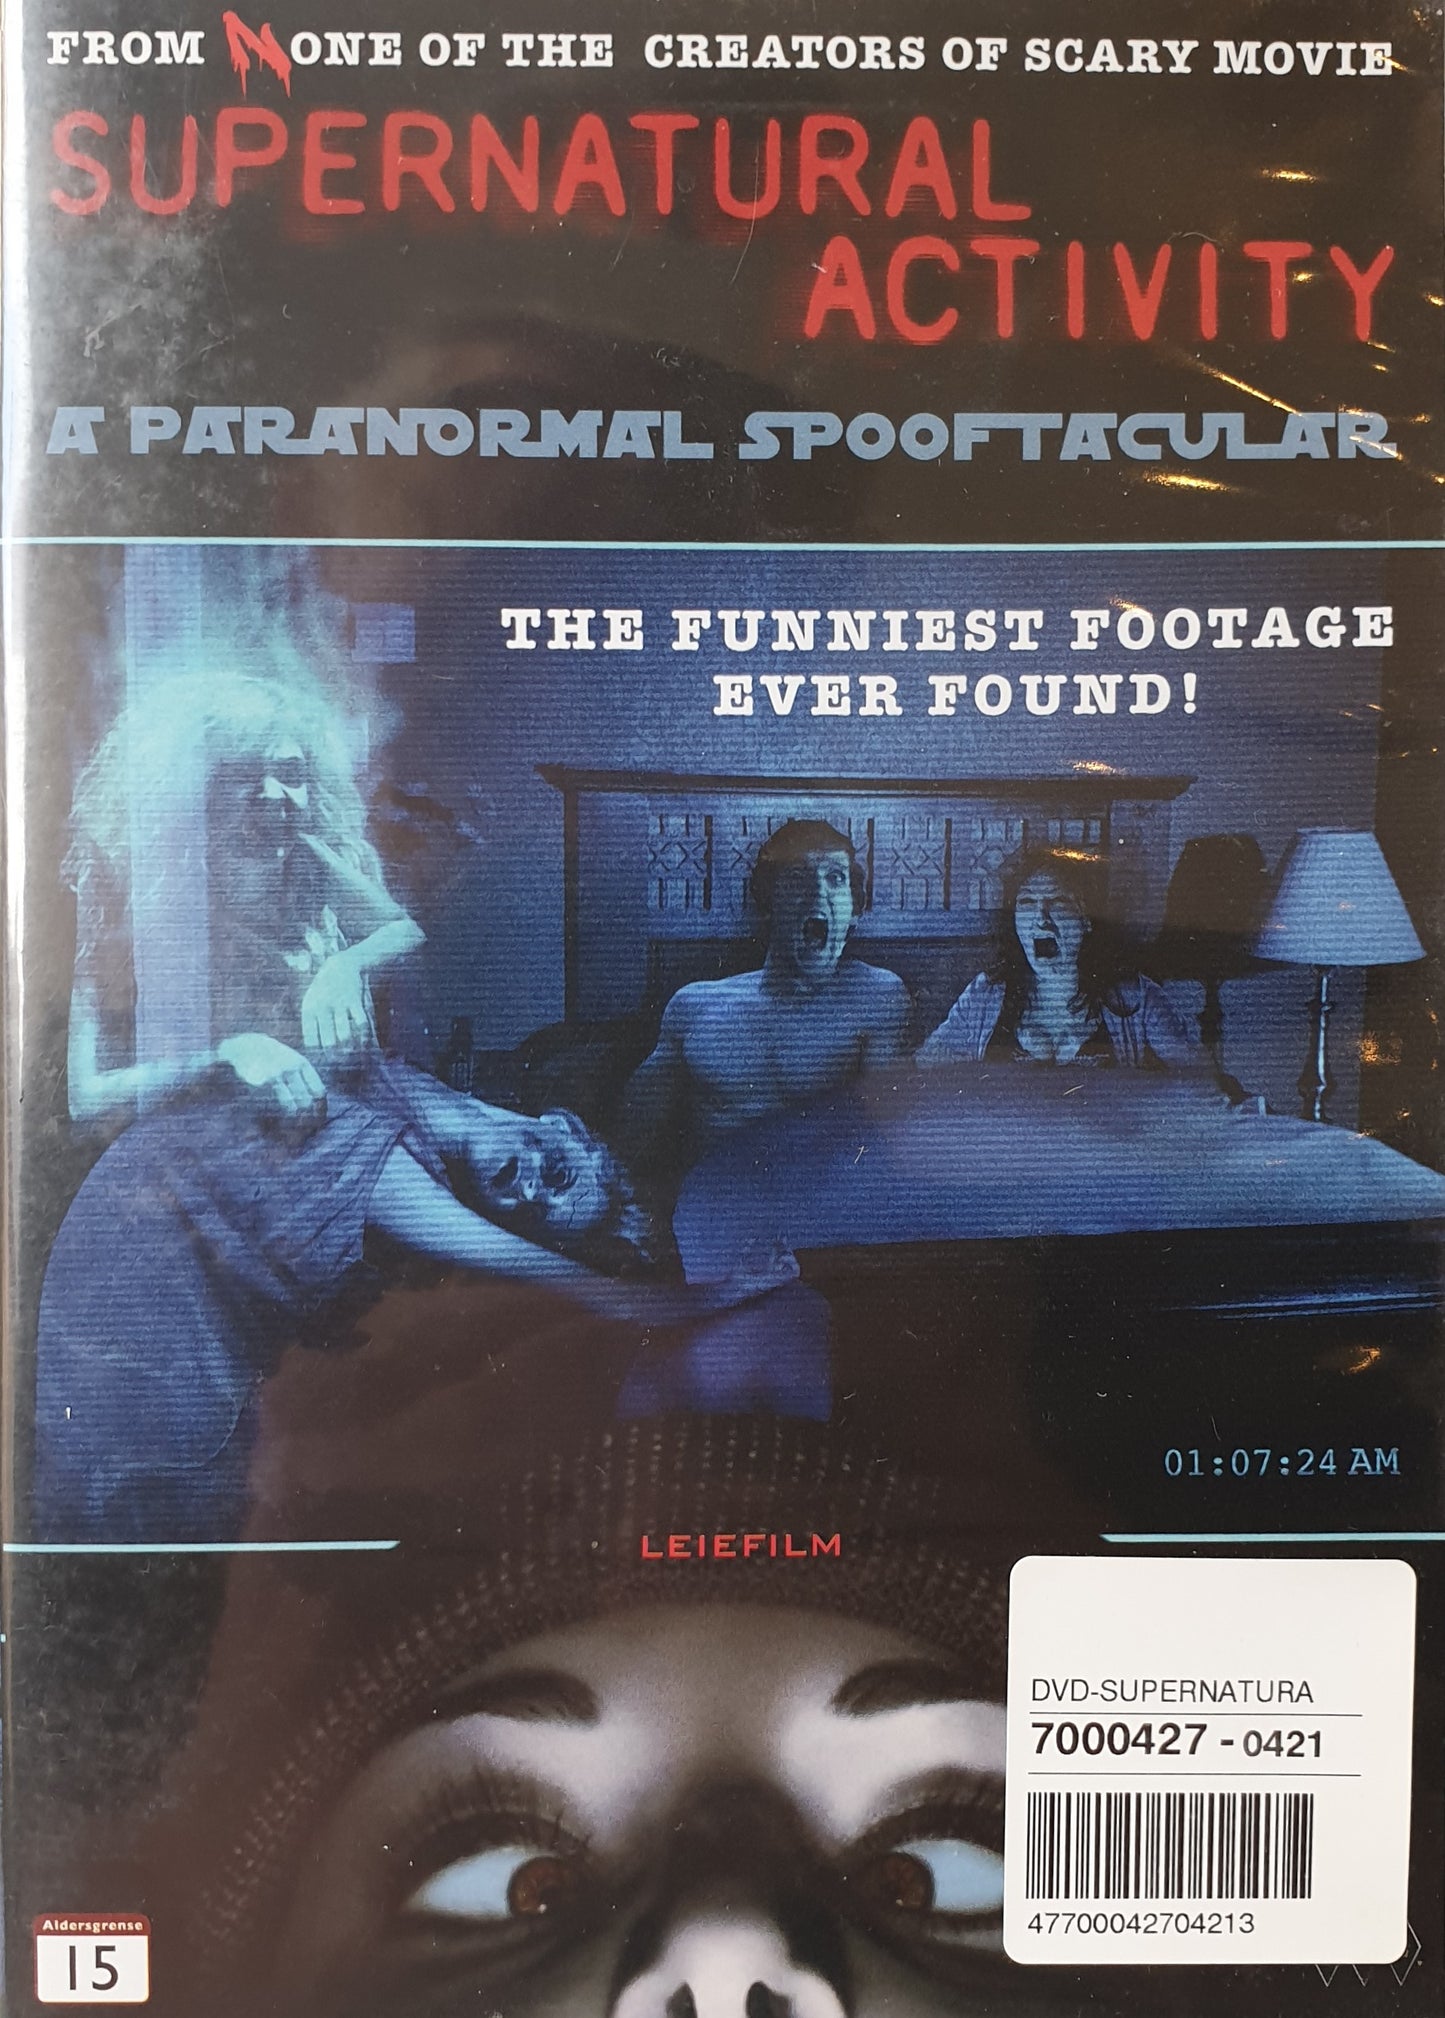 FROM NONE OF THE CREATORS OF SCARY MOVIE
SUPERNATURAL
ACTIVITY
A PARANORMAL SPOOFTACULAR
THE FUNNIEST FOOTAGE
EVER FOUND!
01:07:24 AM
LEIEFILM
DVD-SUPERNATURA
7000427 - 0421
47700042704213
Aldersgrense
15